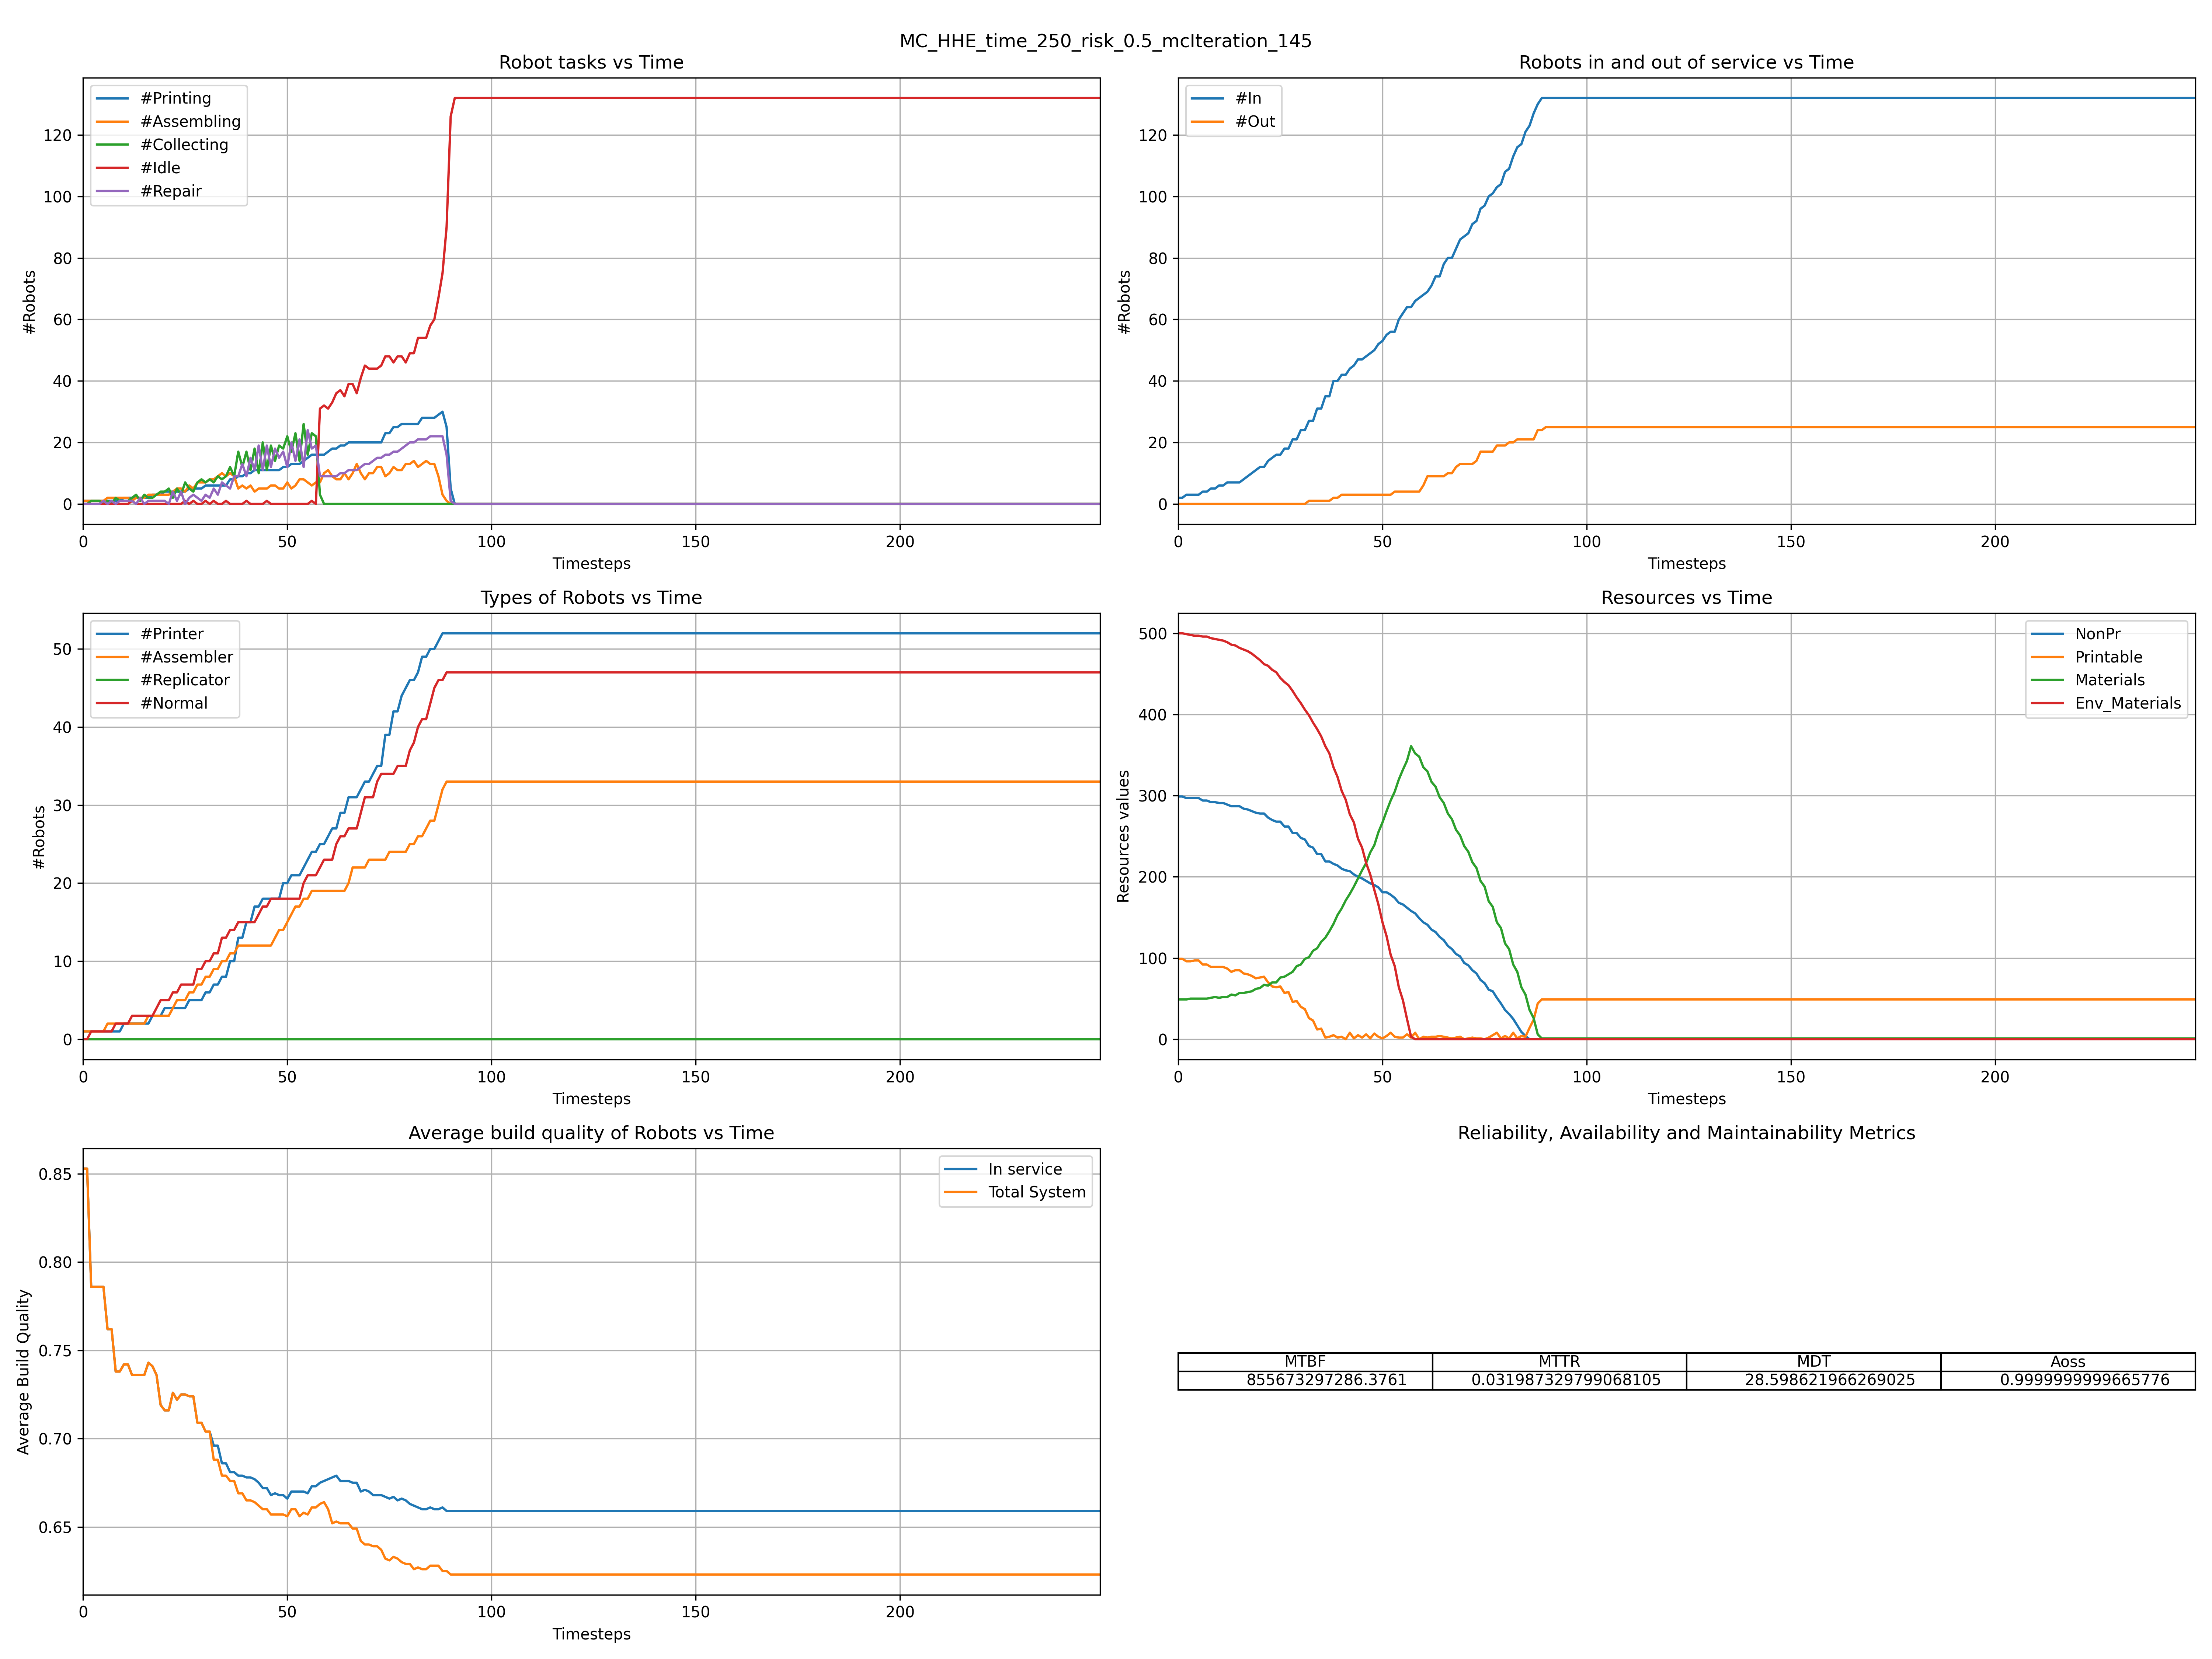 MC_HHE_time_250_risk_0.5_mcIteration_145
Robot tasks vs Time
#Robots
120
100
80
60
40
20
0
#Printing
#Assembling
#Collecting
#Idle
#Repair
0 50 100 150 200
Timesteps
Robots in and out of service vs Time
#Robots
120
100
80
60
40
20
0
#In
#Out
0 50 100 150 200
Timesteps
Types of Robots vs Time
#Robots
50
40
30
20
10
0
#Printer
#Assembler
#Replicator
#Normal
0 50 100 150 200
Timesteps
Resources vs Time
Resources values
500
400
300
200
100
0
NonPr
Printable
Materials
Env_Materials
0 50 100 150 200
Timesteps
Average build quality of Robots vs Time
Average Build Quality
0.85
0.80
0.75
0.70
0.65
In service
Total System
0 50 100 150 200
Timesteps
Reliability, Availability and Maintainability Metrics
MTBF MTTR MDT Aoss
855673297286.3761 0.031987329799068105 28.598621966269025 0.9999999999665776